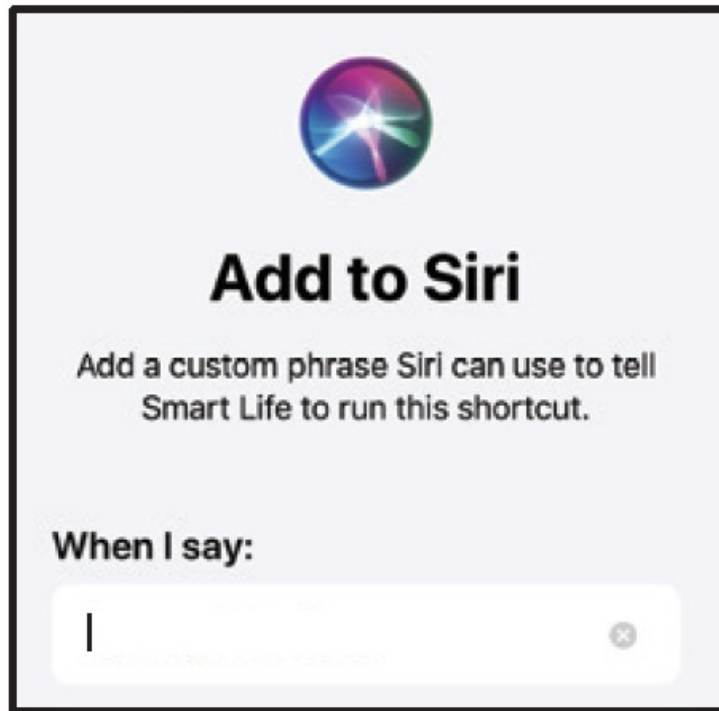 Add to Siri
Add a custom phrase Siri can use to tell
Smart Life to run this shortcut.
When I say: